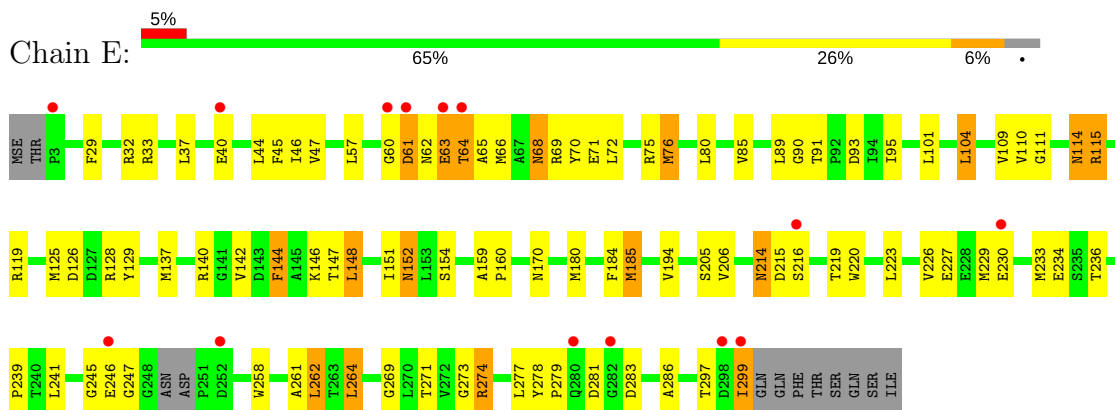 5%
Chain E:
65% 26% 6% •
MSE THR P3 F29 R32 R33 L37 E40 L44 F45 I46 V47 L57 G60 D61 N62 E63 T64 A65 M66 A67 N68 R69 Y70 E71 L72 R75 M76 L80 V85 L89 G90 T91 P92 D93 I94 I95 L101 L104 V109 V110 G111 N114 R115
R119 M125 D126 D127 R128 Y129 M137 R140 G141 V142 D143 F144 A145 K146 T147 L148 I151 N152 L153 S154 A159 P160 N170 M180 F184 M185 V194 S205 V206 N214 D215 S216 T219 W220 L223 V226 E227 E228 M229 E230 M233 E234 S235 T236
P239 T240 L241 G245 E246 G247 G248 ASN ASP P251 D252 W258 A261 L262 T263 L264 G269 L270 T271 V272 G273 R274 L277 Y278 P279 Q280 D281 G282 D283 A286 T297 D298 I299 GLN GLN PHE THR SER GLN SER ILE